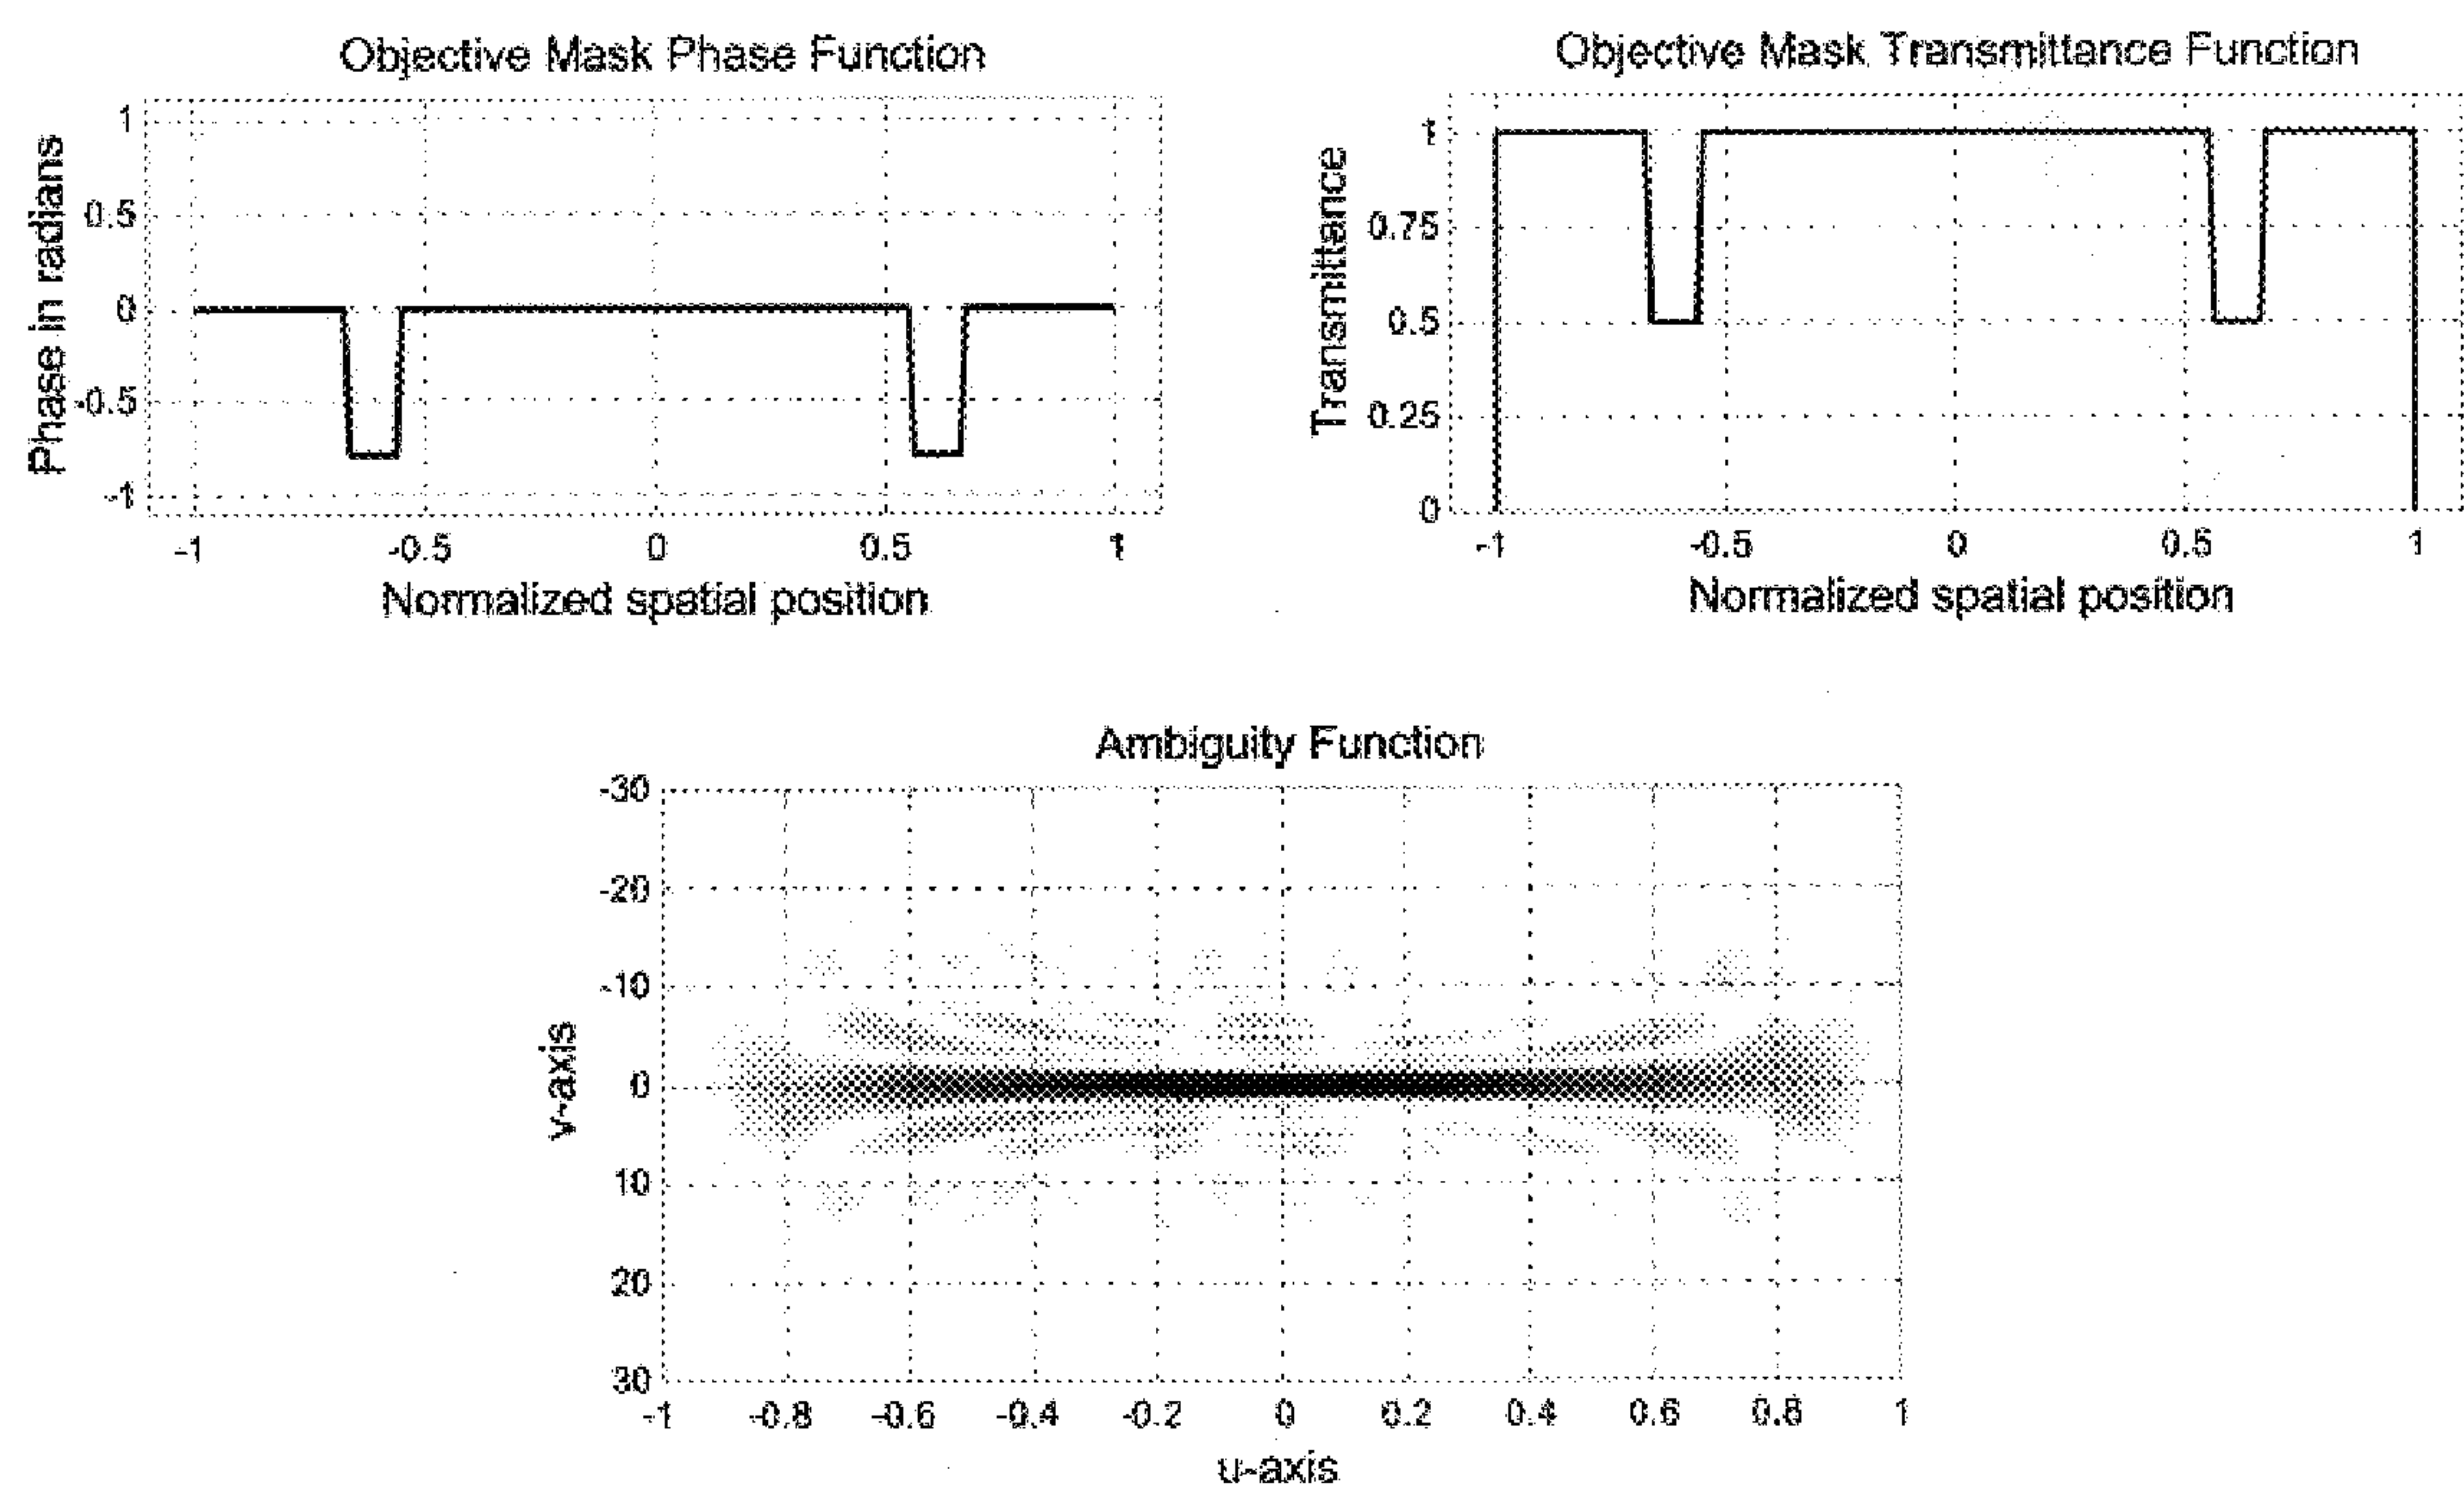 Objective Mask Phase Function
Phase in radians
1
0.5
0
-0.5
-1
-1 -0.5 0 0.5 1
Normalized spatial position
Objective Mask Transmittance Function
Transmittance
1
0.75
0.5
0.25
0
-1 -0.5 0 0.5 1
Normalized spatial position
Ambiguity Function
v-axis
-30
-20
-10
0
10
20
30
-1 -0.8 -0.6 -0.4 -0.2 0 0.2 0.4 0.6 0.8 1
u-axis